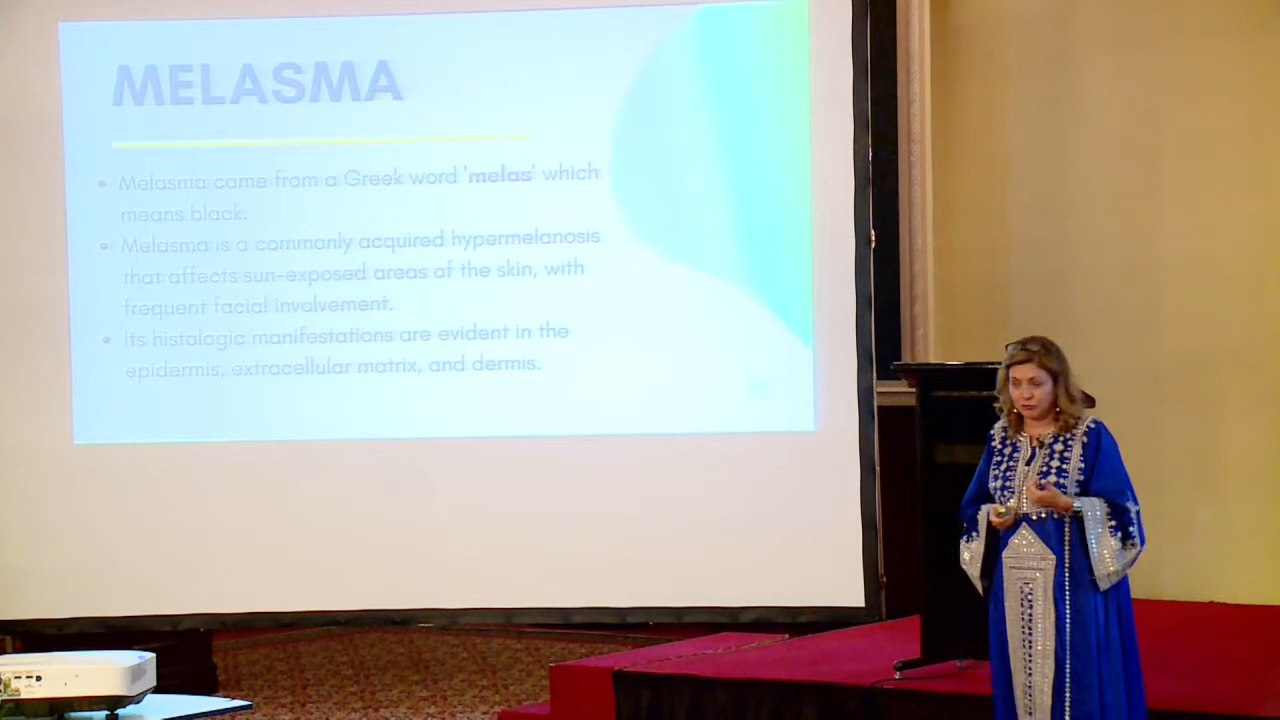 MELASMA
• Melasma came from a Greek word 'melas' which
means black.
• Melasma is a commonly acquired hypermelanosis
that affects sun-exposed areas of the skin, with
frequent facial involvement.
• Its histologic manifestations are evident in the
epidermis, extracellular matrix, and dermis.